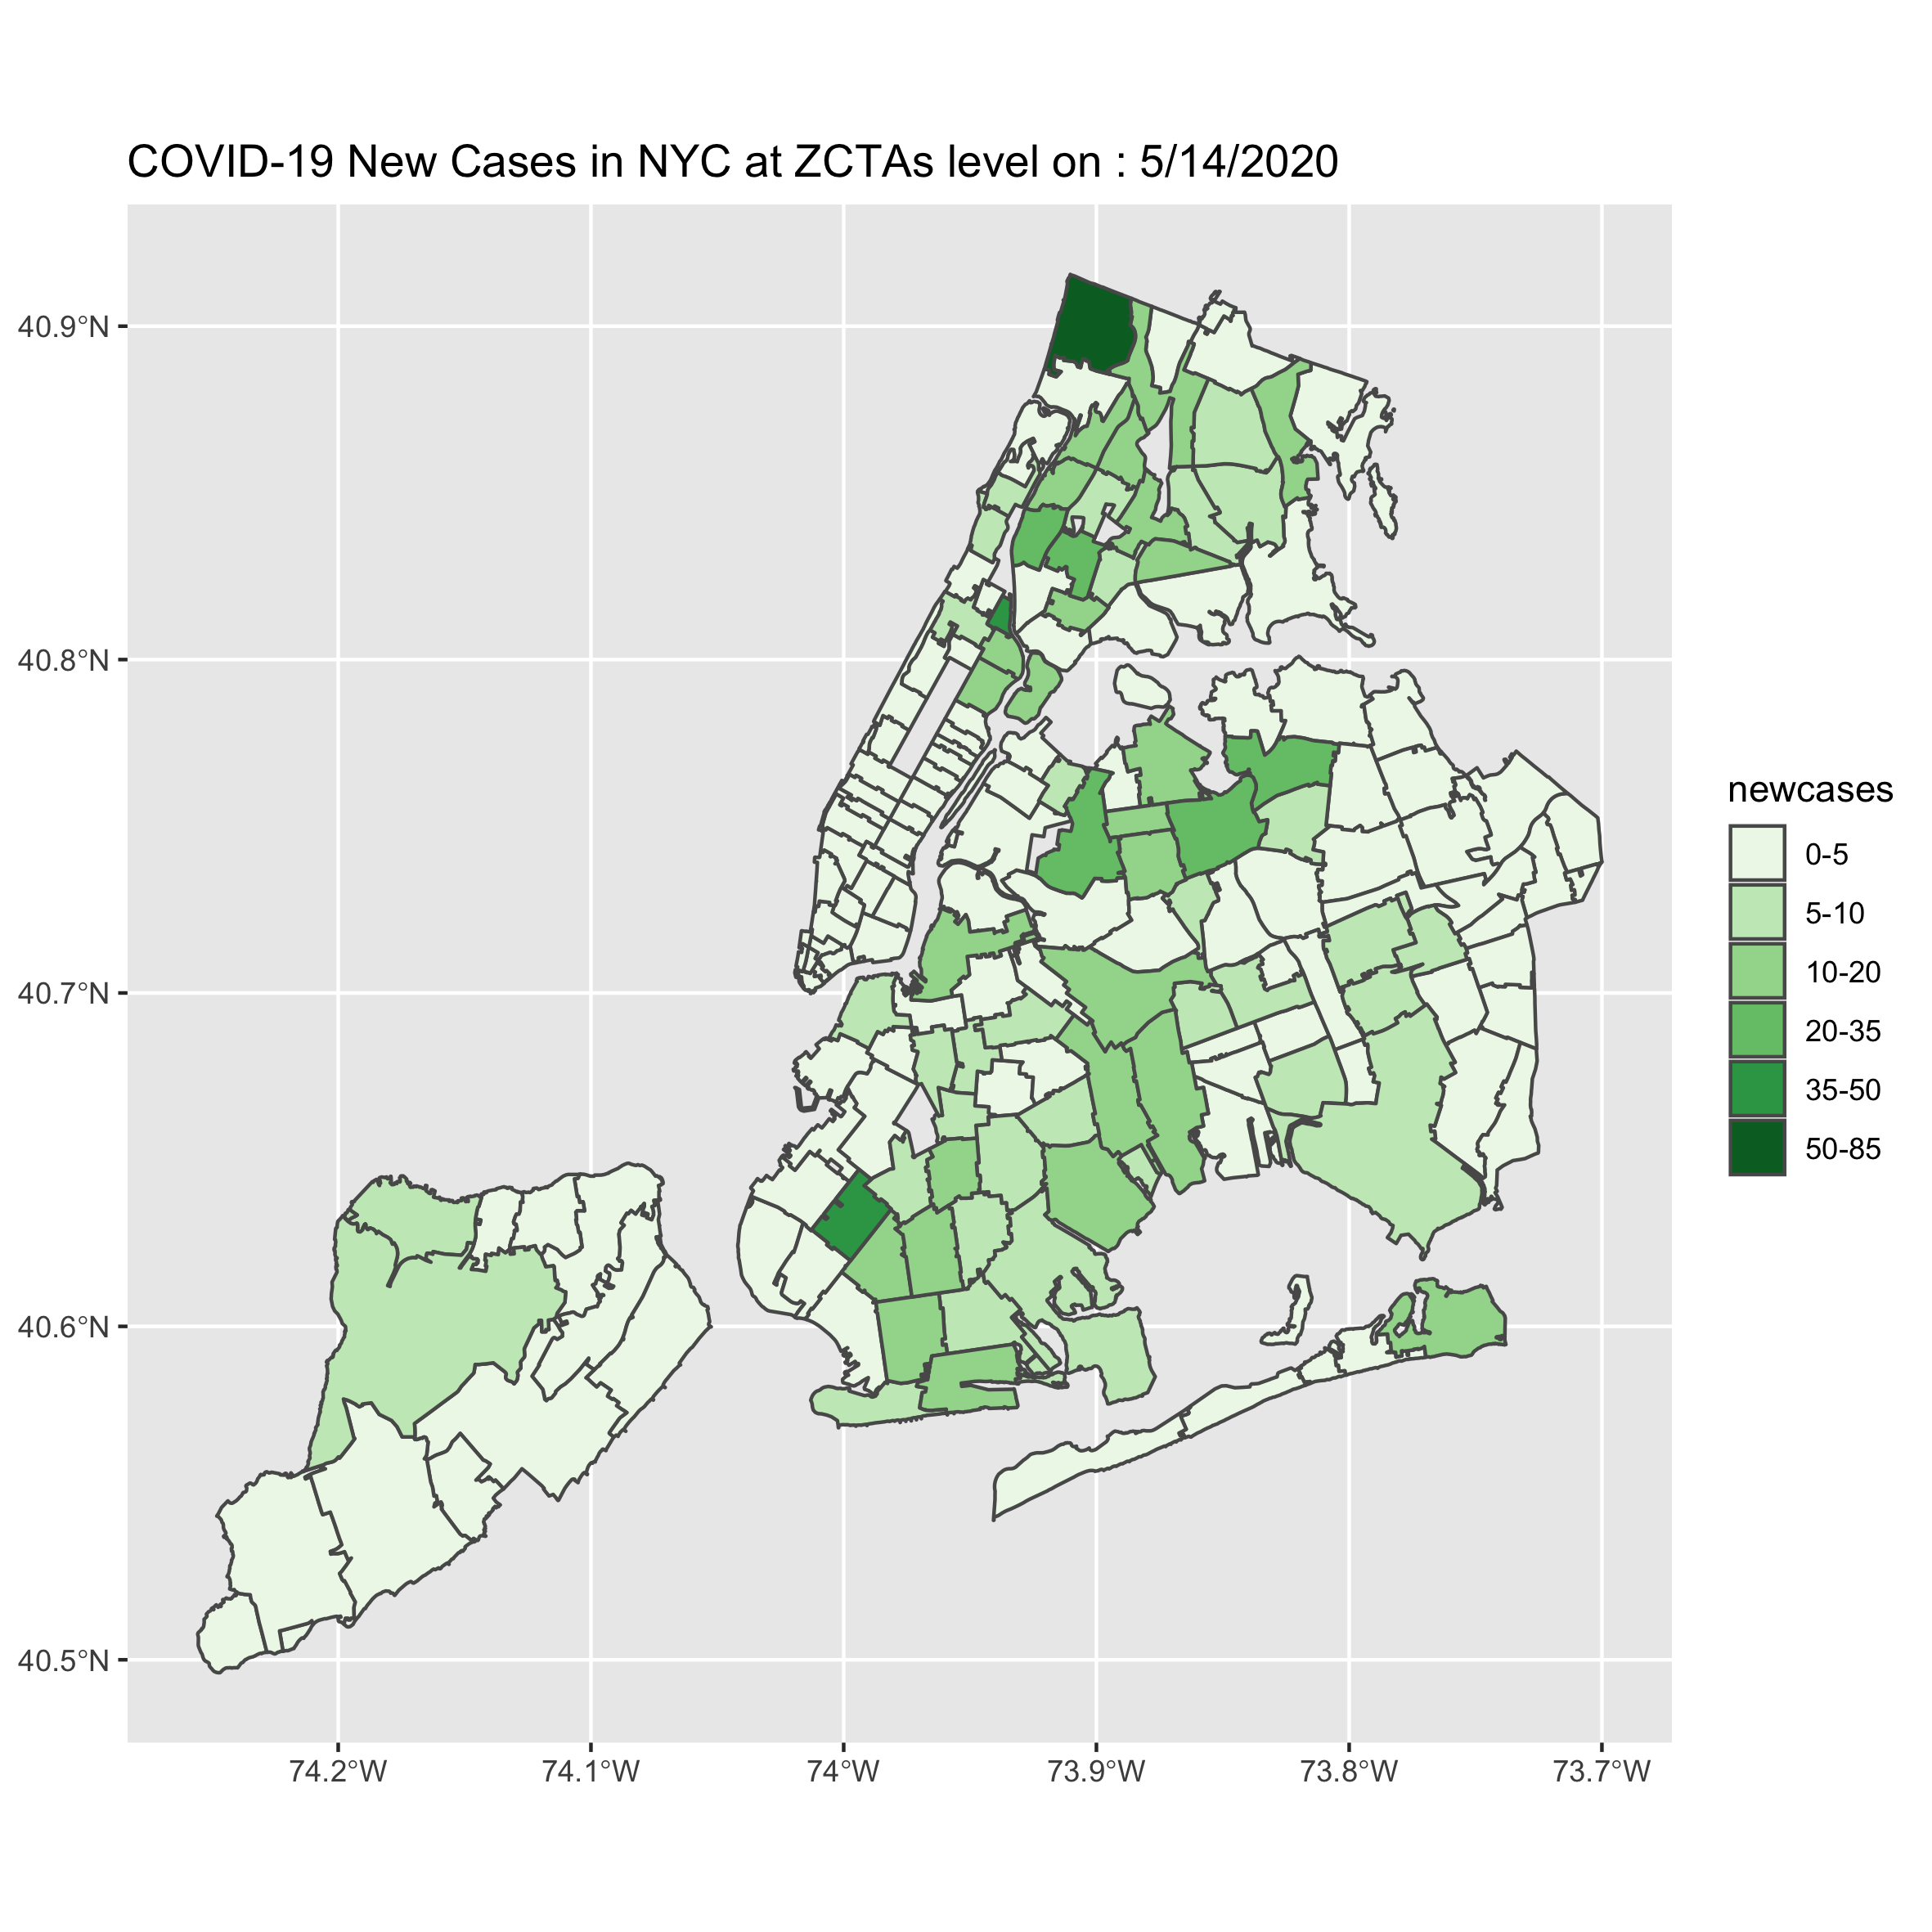 COVID-19 New Cases in NYC at ZCTAs level on : 5/14/2020
40.9°N
40.8°N
40.7°N
40.6°N
40.5°N
74.2°W
74.1°W
74°W
73.9°W
73.8°W
73.7°W
newcases
0-5
5-10
10-20
20-35
35-50
50-85